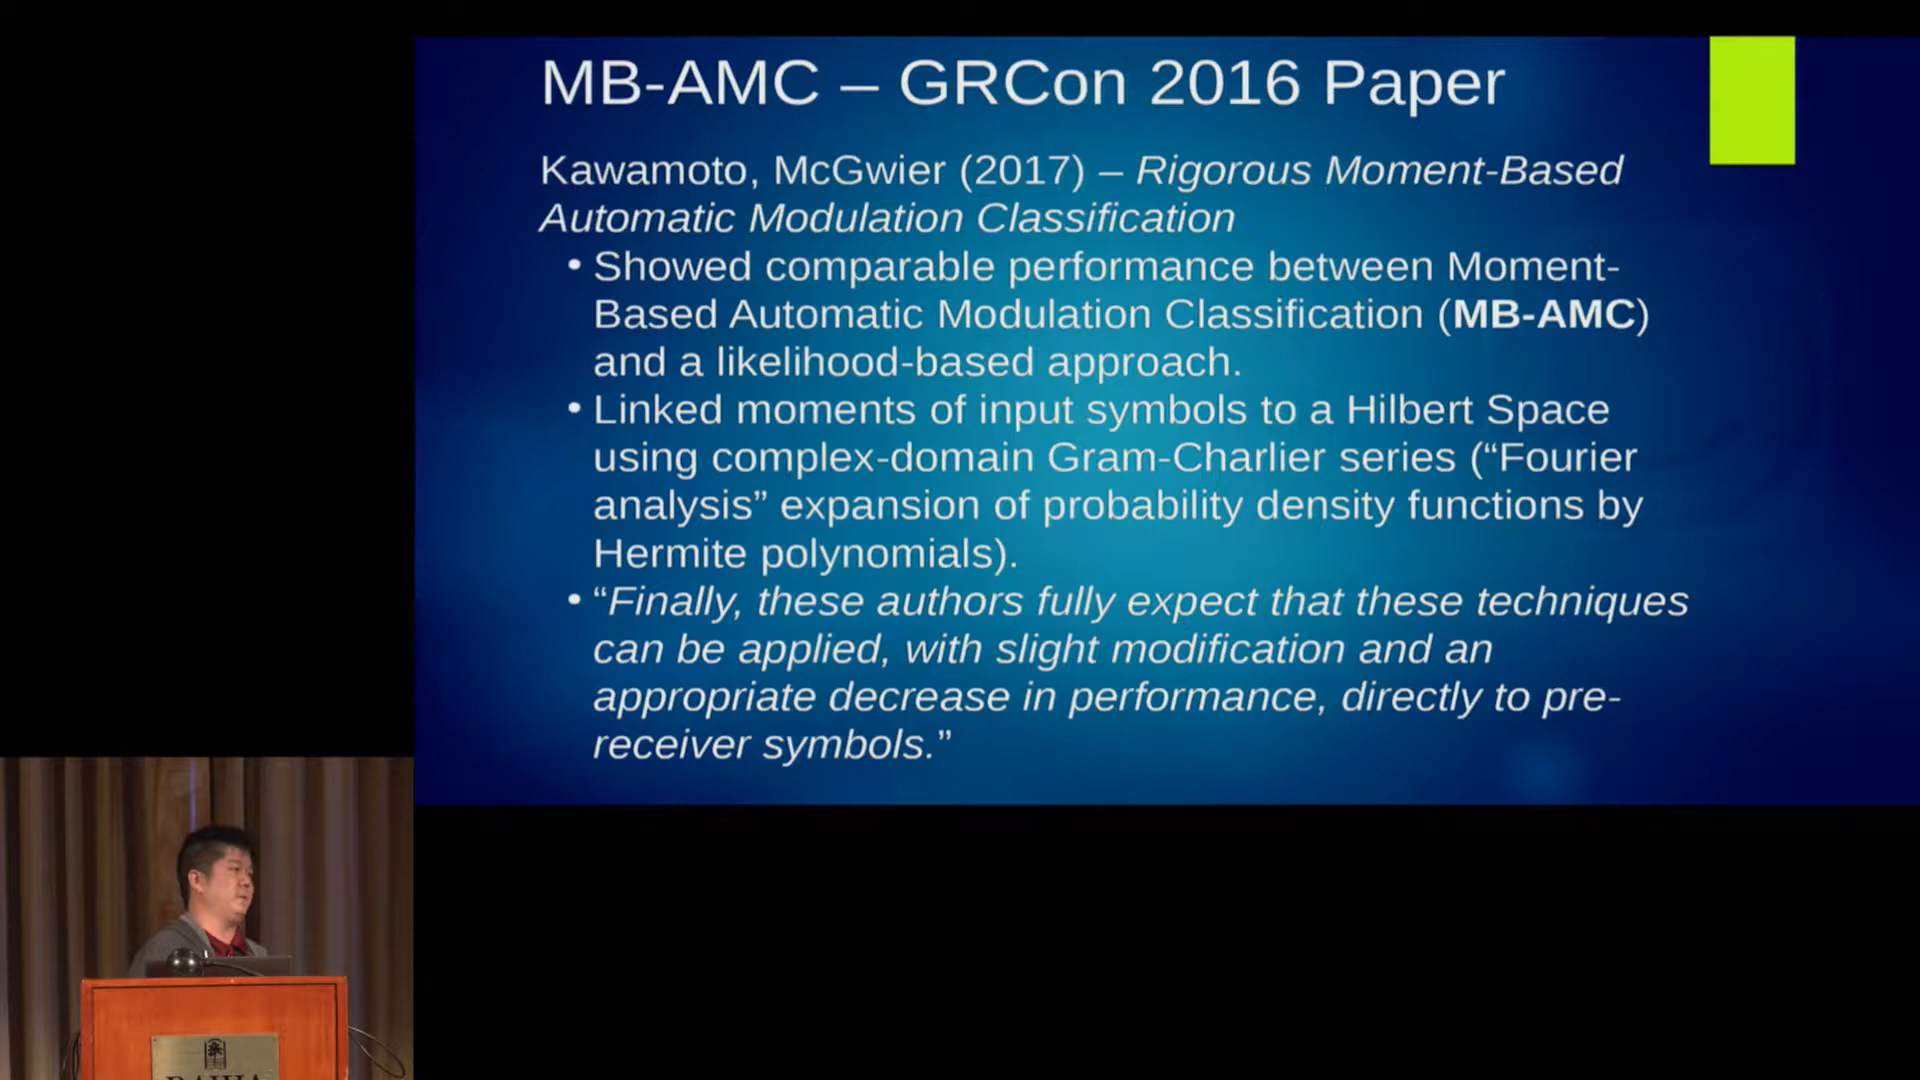 MB-AMC – GRCon 2016 Paper
Kawamoto, McGwier (2017) – Rigorous Moment-Based
Automatic Modulation Classification
• Showed comparable performance between Moment-
Based Automatic Modulation Classification (MB-AMC)
and a likelihood-based approach.
• Linked moments of input symbols to a Hilbert Space
using complex-domain Gram-Charlier series (“Fourier
analysis” expansion of probability density functions by
Hermite polynomials).
• “Finally, these authors fully expect that these techniques
can be applied, with slight modification and an
appropriate decrease in performance, directly to pre-
receiver symbols.”